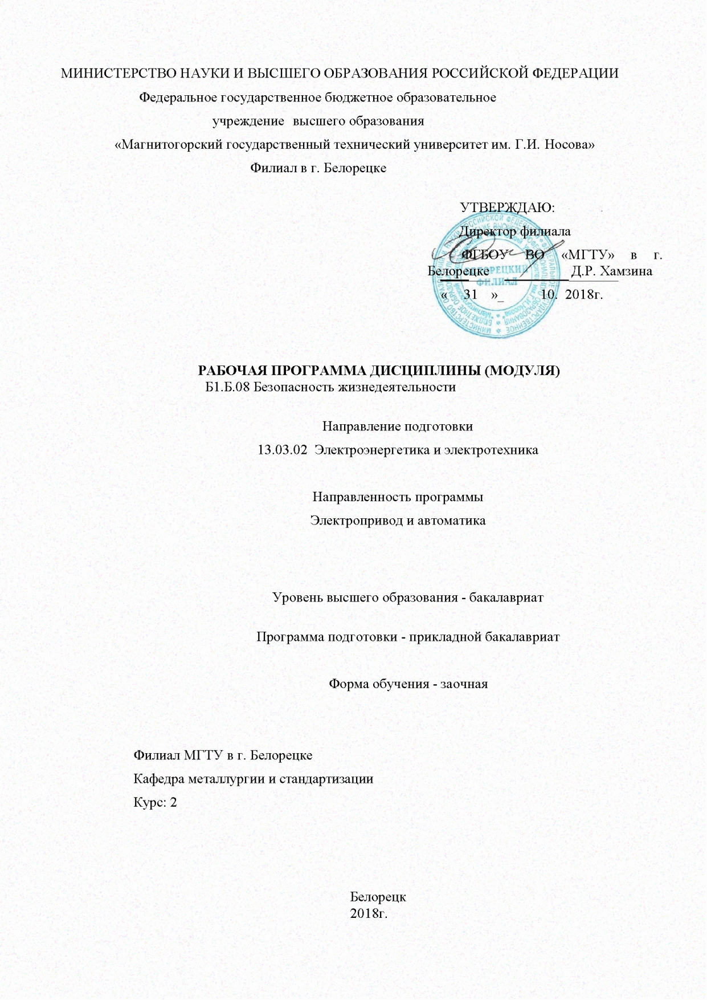 МИНИСТЕРСТВО НАУКИ И ВЫСШЕГО ОБРАЗОВАНИЯ РОССИЙСКОЙ ФЕДЕРАЦИИ
Федеральное государственное бюджетное образовательное
учреждение высшего образования
«Магнитогорский государственный технический университет им. Г.И. Носова»
Филиал в г. Белорецке
УТВЕРЖДАЮ:
Директор филиала
ФГБОУ ВО «МГТУ» в г.
Белорецке Д.Р. Хамзина
« 31 »_ 10. 2018г.
БЕЛОРЕЦКИЙ
ФИЛИАЛ
РАБОЧАЯ ПРОГРАММА ДИСЦИПЛИНЫ (МОДУЛЯ)
Б1.Б.08 Безопасность жизнедеятельности
Направление подготовки
13.03.02 Электроэнергетика и электротехника
Направленность программы
Электропривод и автоматика
Уровень высшего образования - бакалавриат
Программа подготовки - прикладной бакалавриат
Форма обучения - заочная
Филиал МГТУ в г. Белорецке
Кафедра металлургии и стандартизации
Курс: 2
Белорецк
2018г.